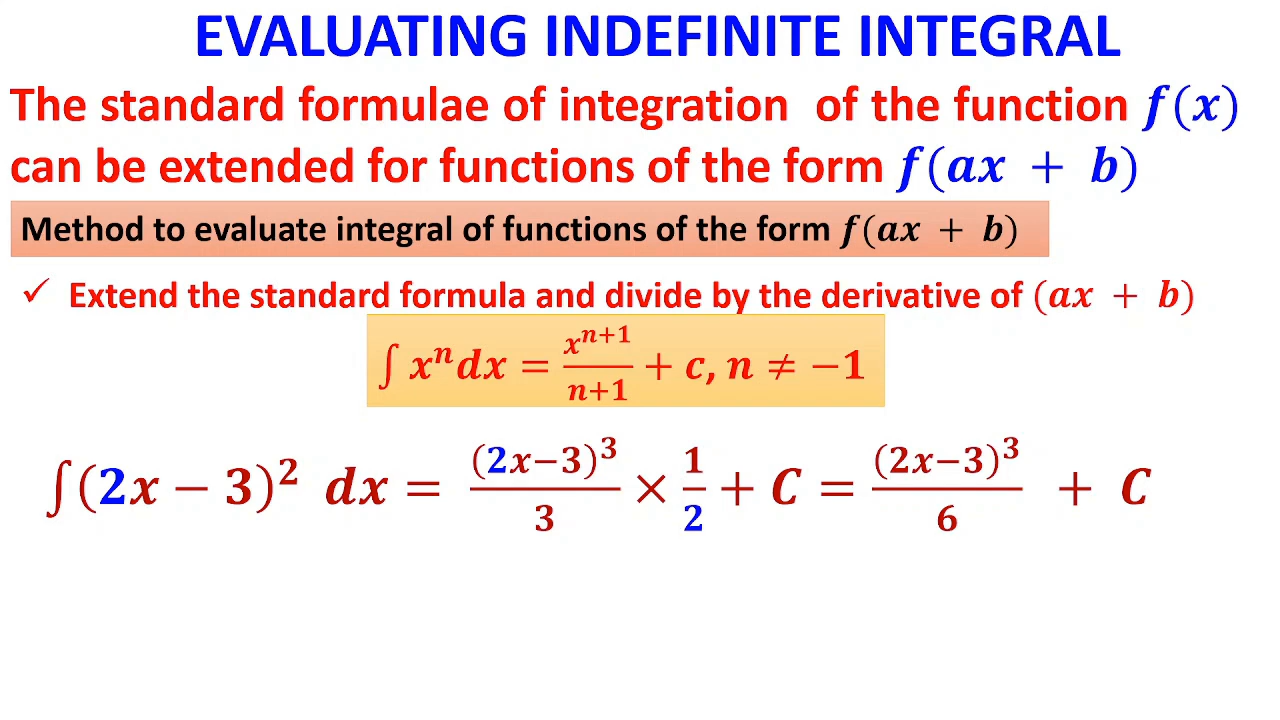 EVALUATING INDEFINITE INTEGRAL
The standard formulae of integration of the function f(x)
can be extended for functions of the form f(ax + b)
Method to evaluate integral of functions of the form f(ax + b)
✓ Extend the standard formula and divide by the derivative of (ax + b)
∫ xⁿdx = xⁿ⁺¹/n+1 + c, n ≠ −1
∫(2x − 3)² dx = (2x−3)³/3 × 1/2 + C = (2x−3)³/6 + C